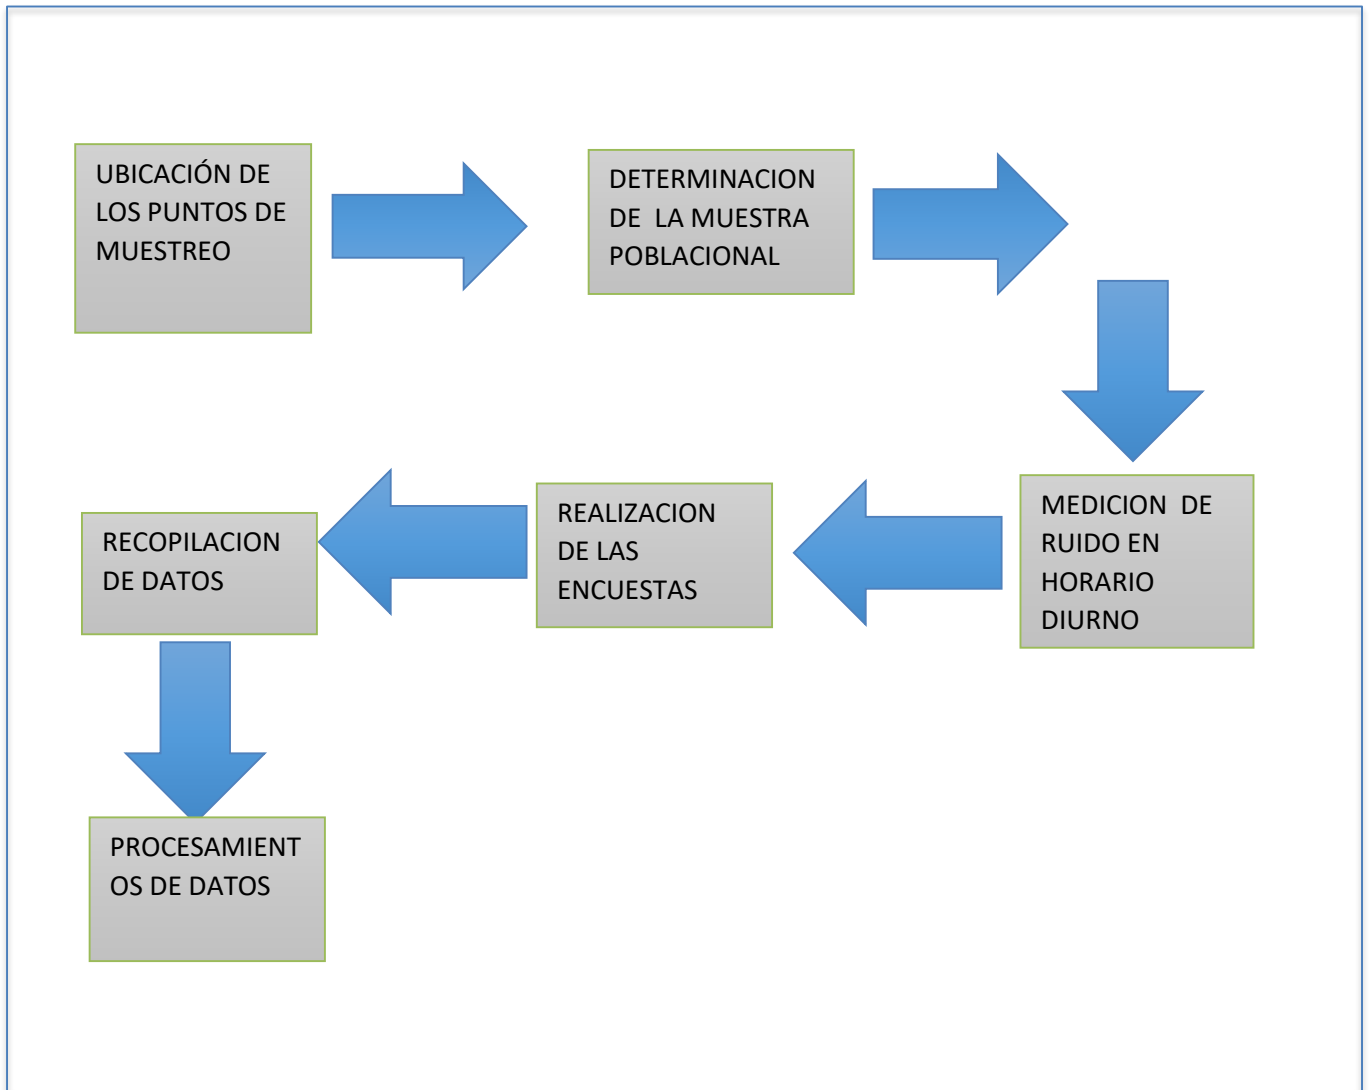 UBICACIÓN DE
LOS PUNTOS DE
MUESTREO
DETERMINACION
DE  LA MUESTRA
POBLACIONAL
MEDICION  DE
RUIDO EN
HORARIO
DIURNO
REALIZACION
DE LAS
ENCUESTAS
RECOPILACION
DE DATOS
PROCESAMIENT
OS DE DATOS